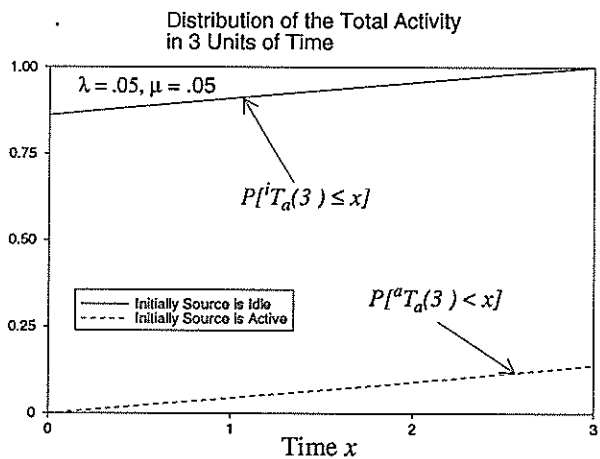 Distribution of the Total Activity
in 3 Units of Time
1.00
λ = .05, μ = .05
0.75
P[ⁱTₐ(3 ) ≤ x]
0.50
P[ᵃTₐ(3 ) < x]
Initially Source is Idle
Initially Source is Active
0.25
0
0 1 2 3
Time x